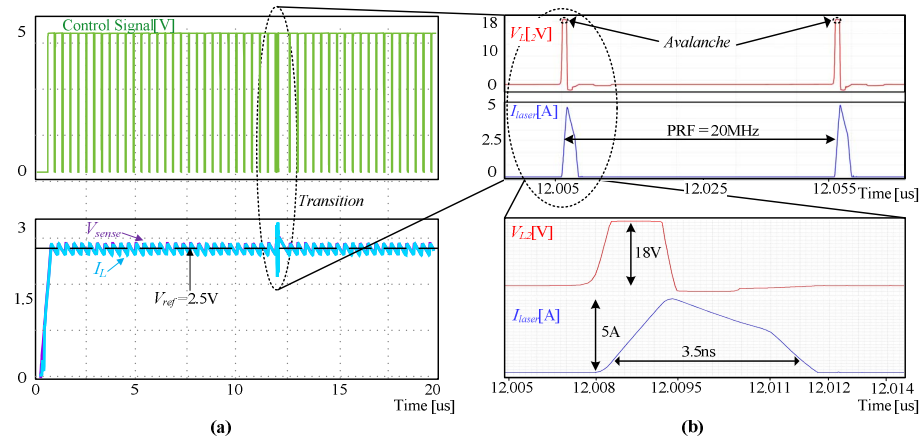 Control Signal[V]
5
0
3
1.5
0
V_sense
I_L
V_ref=2.5V
Transition
0
5
10
15
20
Time [us]
(a)
18
10
0
V_L[_2V]
Avalanche
5
2.5
0
I_laser[A]
PRF = 20MHz
12.005
12.025
12.055
Time [us]
V_L2[V]
18V
I_laser[A]
5A
3.5ns
12.005
12.008
12.0095
12.011
12.012
12.014
Time [us]
(b)